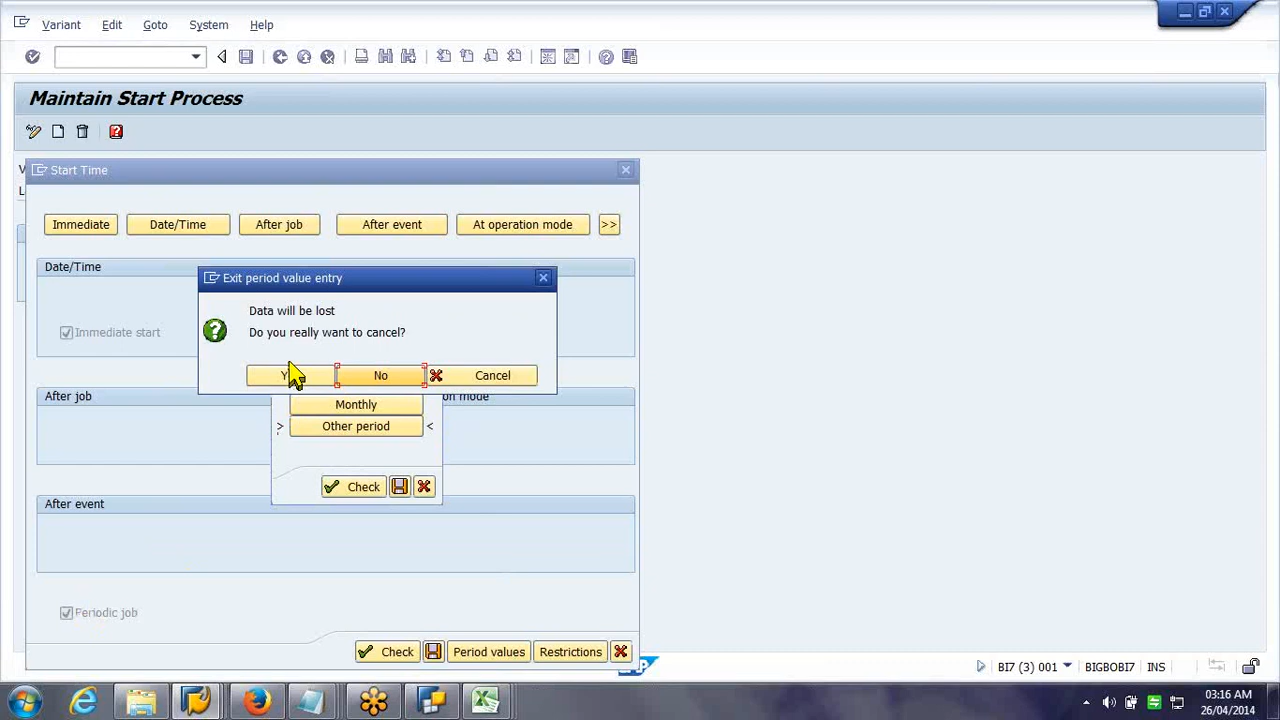 Variant Edit Goto System Help
Maintain Start Process
Start Time
Immediate Date/Time After job After event At operation mode >>
Date/Time
Exit period value entry
Data will be lost
Immediate start
Do you really want to cancel?
No Cancel
After job
Monthly
> Other period <
Check
After event
Periodic job
Check Period values Restrictions
BI7 (3) 001 BIGBOBI7 INS
03:16 AM
26/04/2014